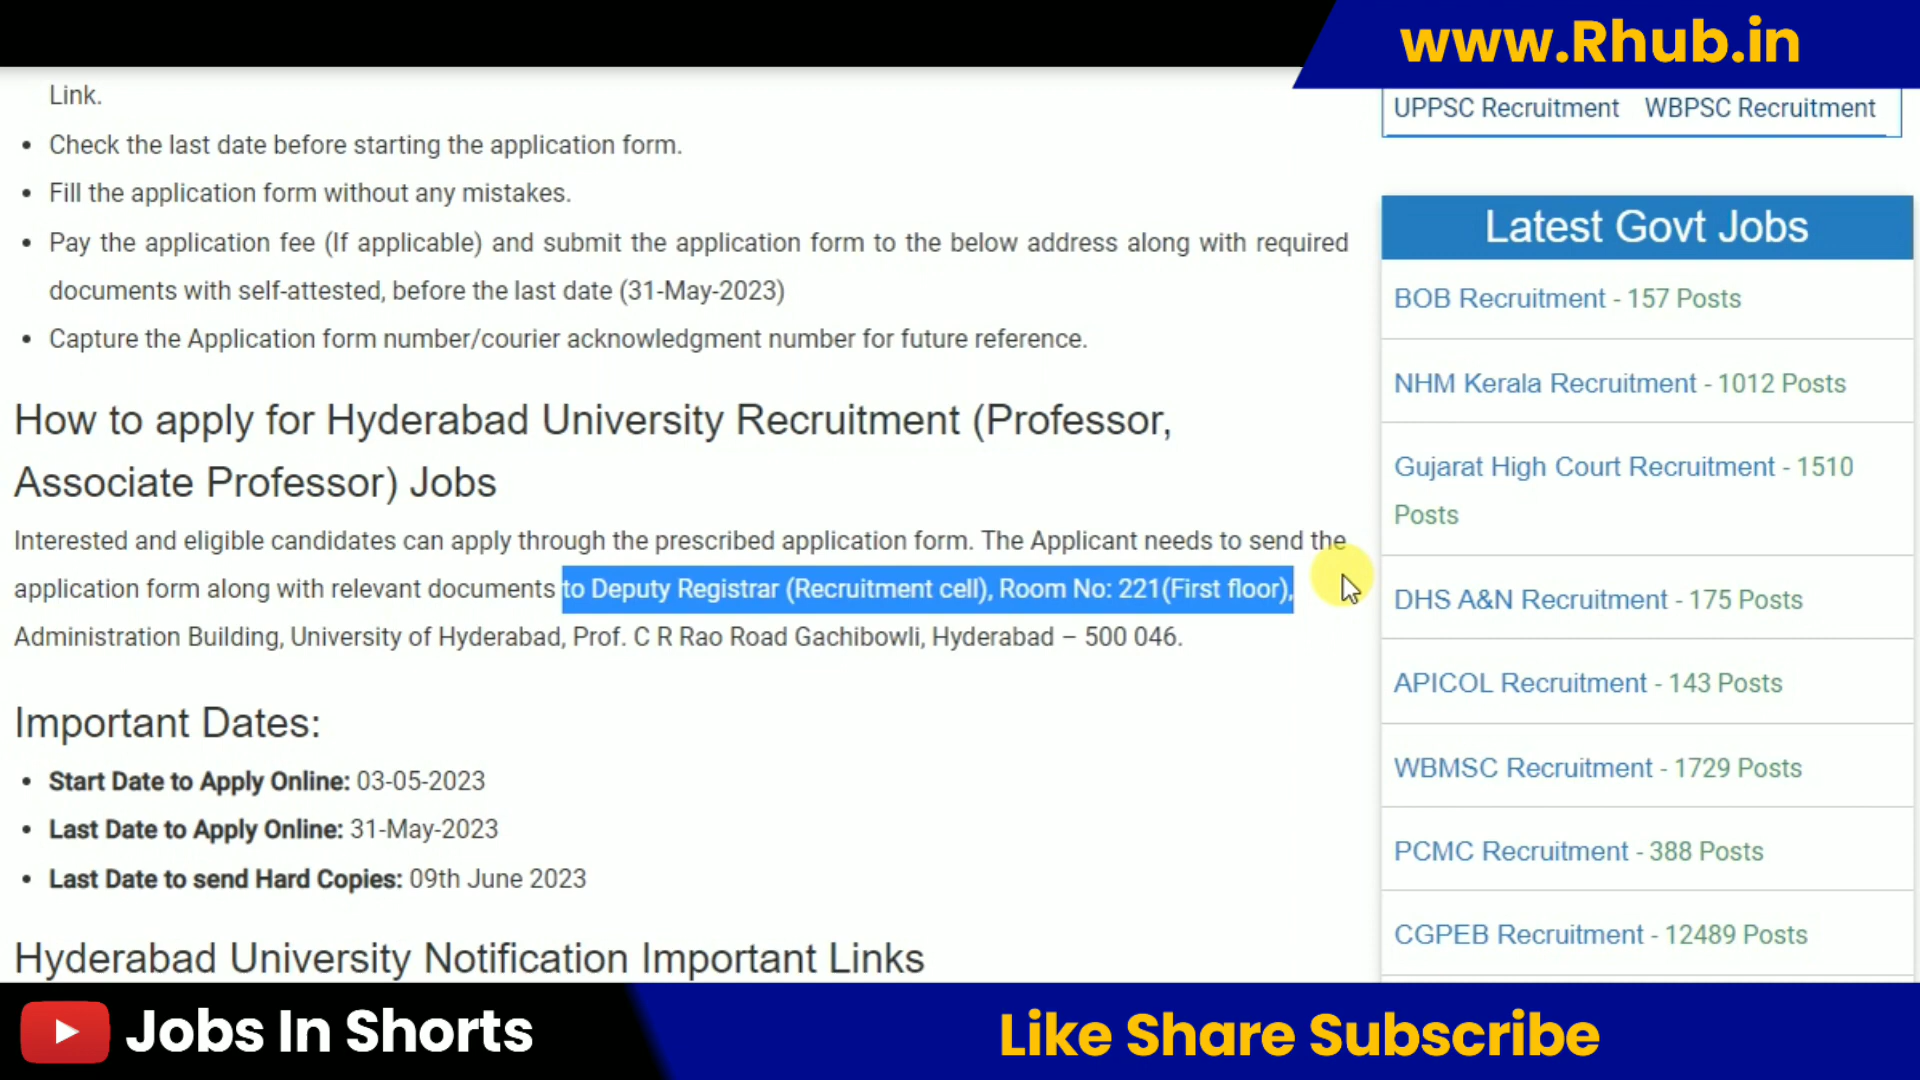 www.Rhub.in
Link.
• Check the last date before starting the application form.
• Fill the application form without any mistakes.
• Pay the application fee (If applicable) and submit the application form to the below address along with required
documents with self-attested, before the last date (31-May-2023)
• Capture the Application form number/courier acknowledgment number for future reference.
How to apply for Hyderabad University Recruitment (Professor,
Associate Professor) Jobs
Interested and eligible candidates can apply through the prescribed application form. The Applicant needs to send the
application form along with relevant documents to Deputy Registrar (Recruitment cell), Room No: 221(First floor),
Administration Building, University of Hyderabad, Prof. C R Rao Road Gachibowli, Hyderabad – 500 046.
Important Dates:
• Start Date to Apply Online: 03-05-2023
• Last Date to Apply Online: 31-May-2023
• Last Date to send Hard Copies: 09th June 2023
Hyderabad University Notification Important Links
UPPSC Recruitment WBPSC Recruitment
Latest Govt Jobs
BOB Recruitment - 157 Posts
NHM Kerala Recruitment - 1012 Posts
Gujarat High Court Recruitment - 1510
Posts
DHS A&N Recruitment - 175 Posts
APICOL Recruitment - 143 Posts
WBMSC Recruitment - 1729 Posts
PCMC Recruitment - 388 Posts
CGPEB Recruitment - 12489 Posts
Jobs In Shorts
Like Share Subscribe